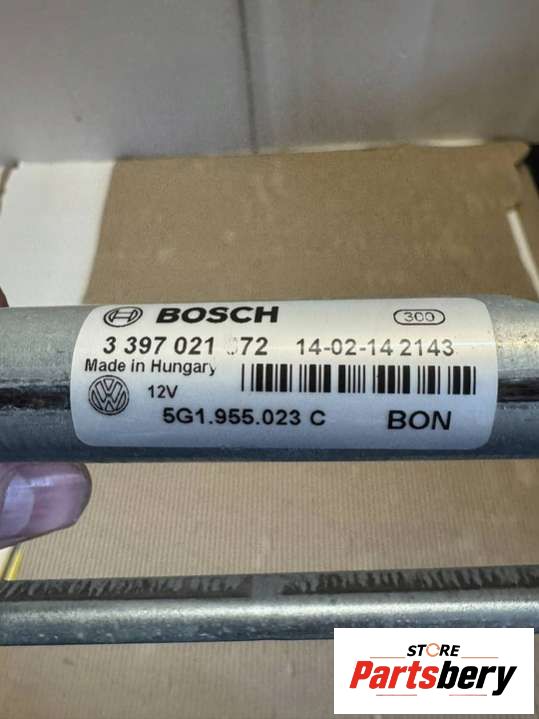 BOSCH 300
3 397 021 072 14-02-14 2143
Made in Hungary
12V
5G1.955.023 C BON
STORE
Partsbery